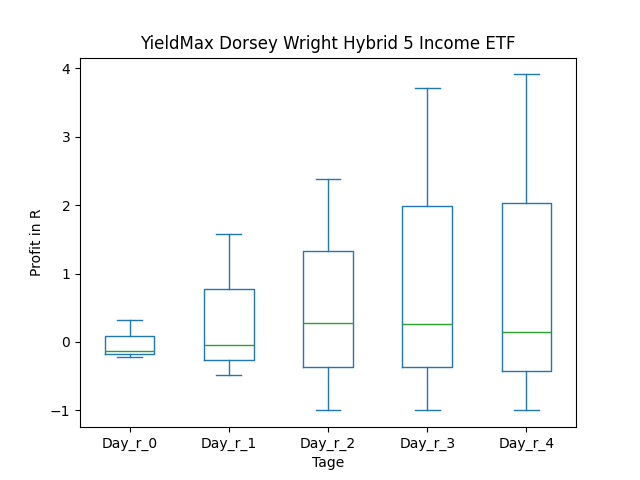 YieldMax Dorsey Wright Hybrid 5 Income ETF
4
3
2
1
0
−1
Profit in R
Day_r_0 Day_r_1 Day_r_2 Day_r_3 Day_r_4
Tage